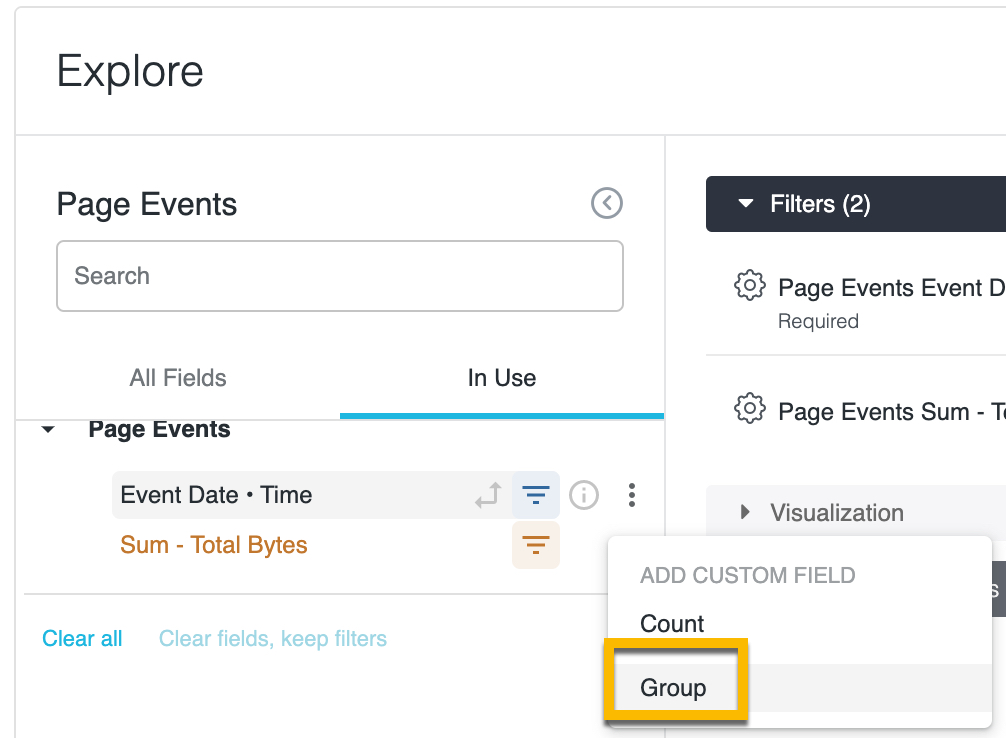 Explore
Page Events
Search
All Fields
In Use
Page Events
Event Date • Time
Sum - Total Bytes
Clear all
Clear fields, keep filters
Filters (2)
Page Events Event D
Required
Page Events Sum - T
Visualization
s
ADD CUSTOM FIELD
Count
Group